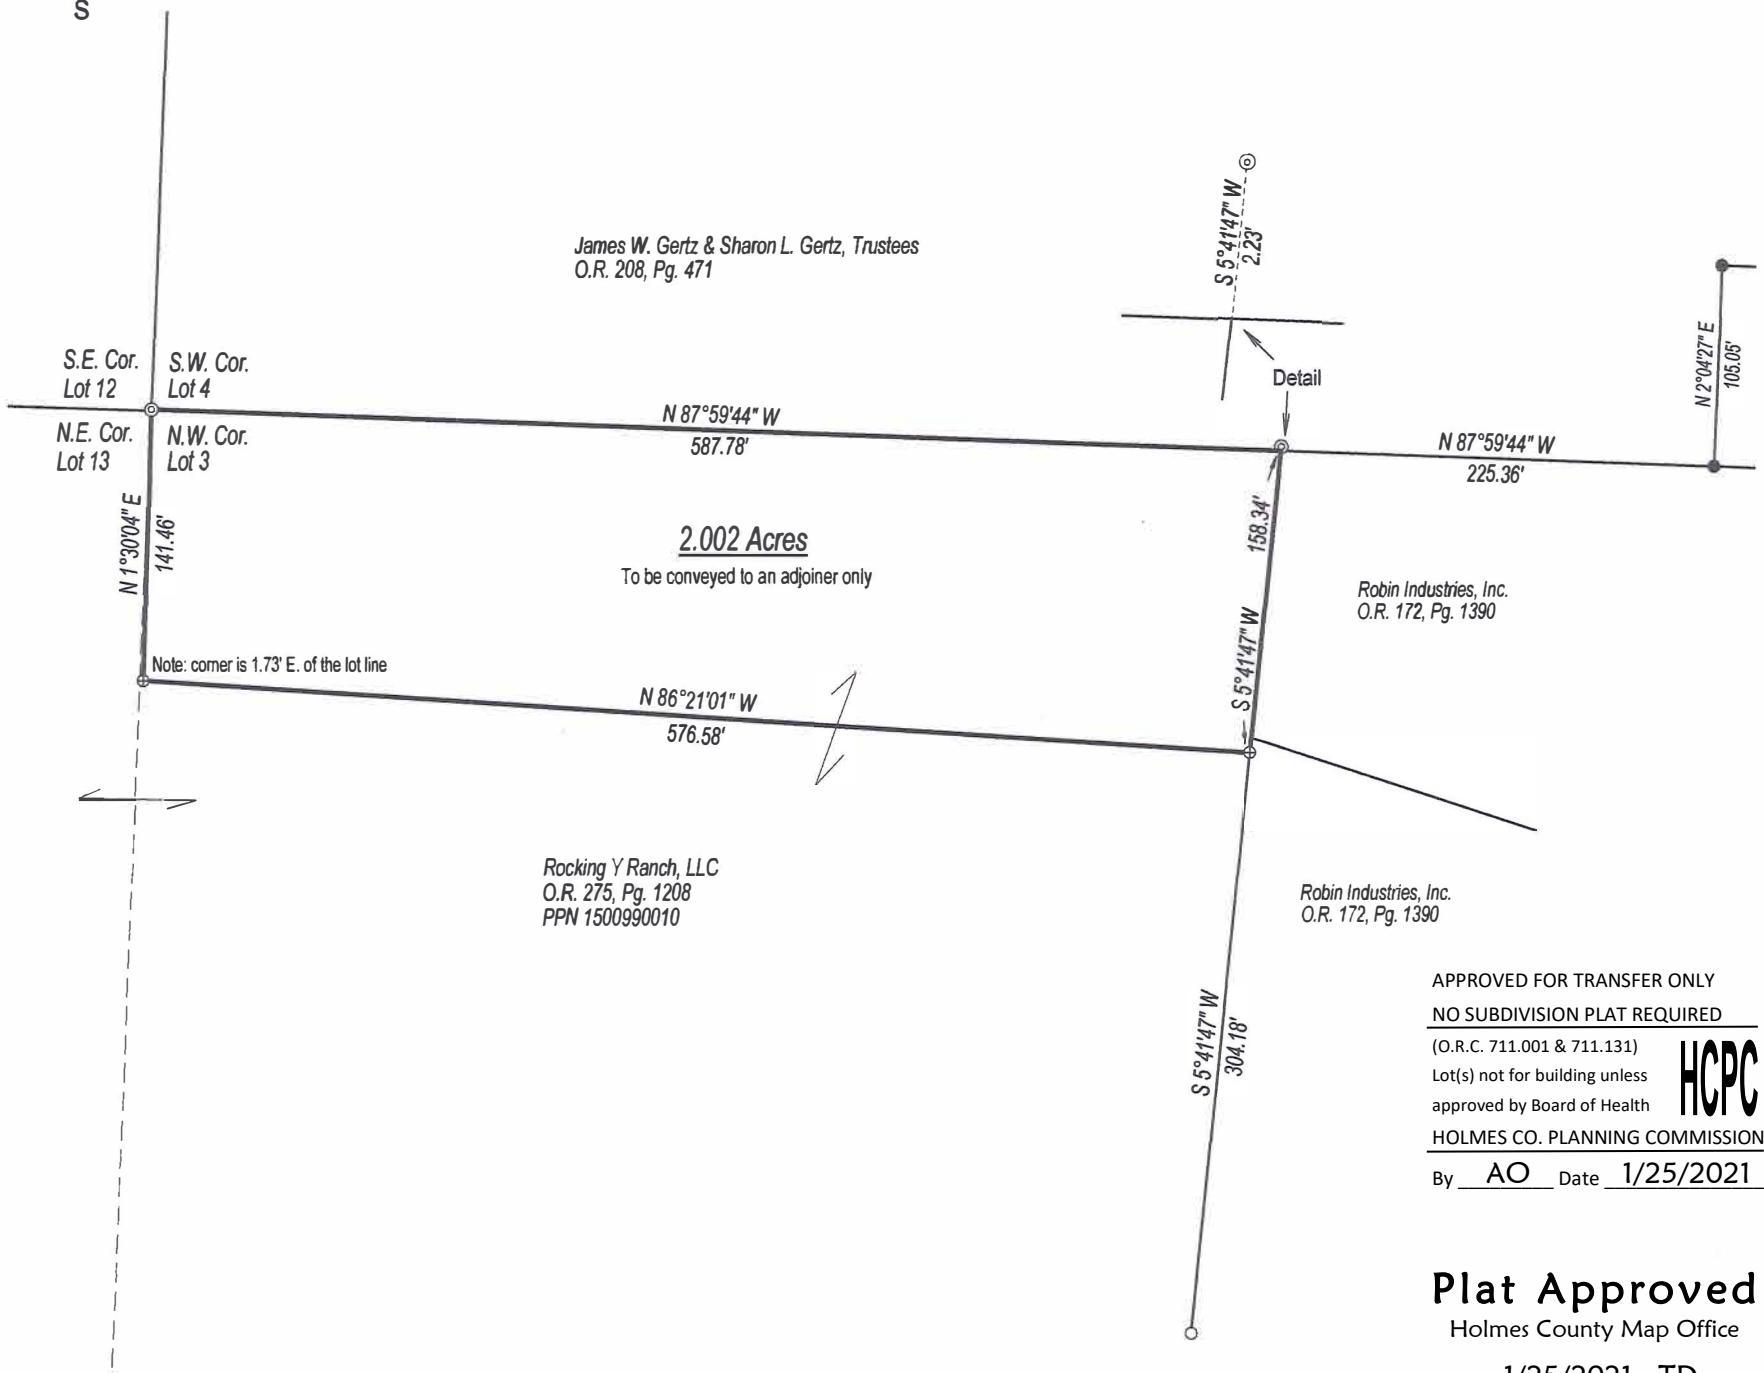 S
James W. Gertz & Sharon L. Gertz, Trustees
O.R. 208, Pg. 471
S 5°41'47" W
2.23'
Detail
N 2°04'27" E
105.05'
S.E. Cor.
Lot 12
S.W. Cor.
Lot 4
N.E. Cor.
Lot 13
N.W. Cor.
Lot 3
N 87°59'44" W
587.78'
N 87°59'44" W
225.36'
N 1°30'04" E
141.46'
2.002 Acres
To be conveyed to an adjoiner only
158.34'
S 5°41'47" W
Robin Industries, Inc.
O.R. 172, Pg. 1390
Note: corner is 1.73' E. of the lot line
N 86°21'01" W
576.58'
Rocking Y Ranch, LLC
O.R. 275, Pg. 1208
PPN 1500990010
Robin Industries, Inc.
O.R. 172, Pg. 1390
S 5°41'47" W
304.18'
APPROVED FOR TRANSFER ONLY
NO SUBDIVISION PLAT REQUIRED
(O.R.C. 711.001 & 711.131)
Lot(s) not for building unless
approved by Board of Health
HCPC
HOLMES CO. PLANNING COMMISSION
By AO Date 1/25/2021
Plat Approved
Holmes County Map Office
1/25/2021 TD